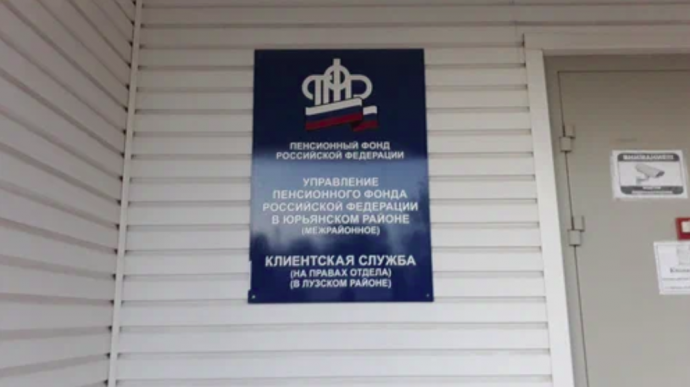 ПЕНСИОННЫЙ ФОНД
РОССИЙСКОЙ ФЕДЕРАЦИИ
УПРАВЛЕНИЕ
ПЕНСИОННОГО ФОНДА
РОССИЙСКОЙ ФЕДЕРАЦИИ
В ЮРЬЯНСКОМ РАЙОНЕ
(МЕЖРАЙОННОЕ)
КЛИЕНТСКАЯ СЛУЖБА
(НА ПРАВАХ ОТДЕЛА)
(В ЛУЗСКОМ РАЙОНЕ)
ВНИМАНИЕ!